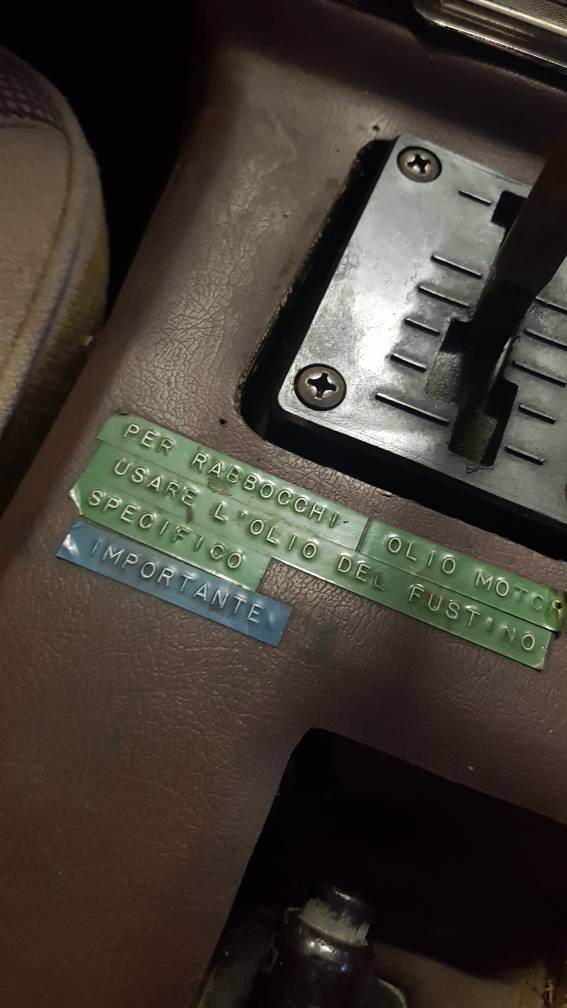 PER RABBOCCHI OLIO MOTOR
USARE L'OLIO DEL FUSTINO
SPECIFICO
IMPORTANTE